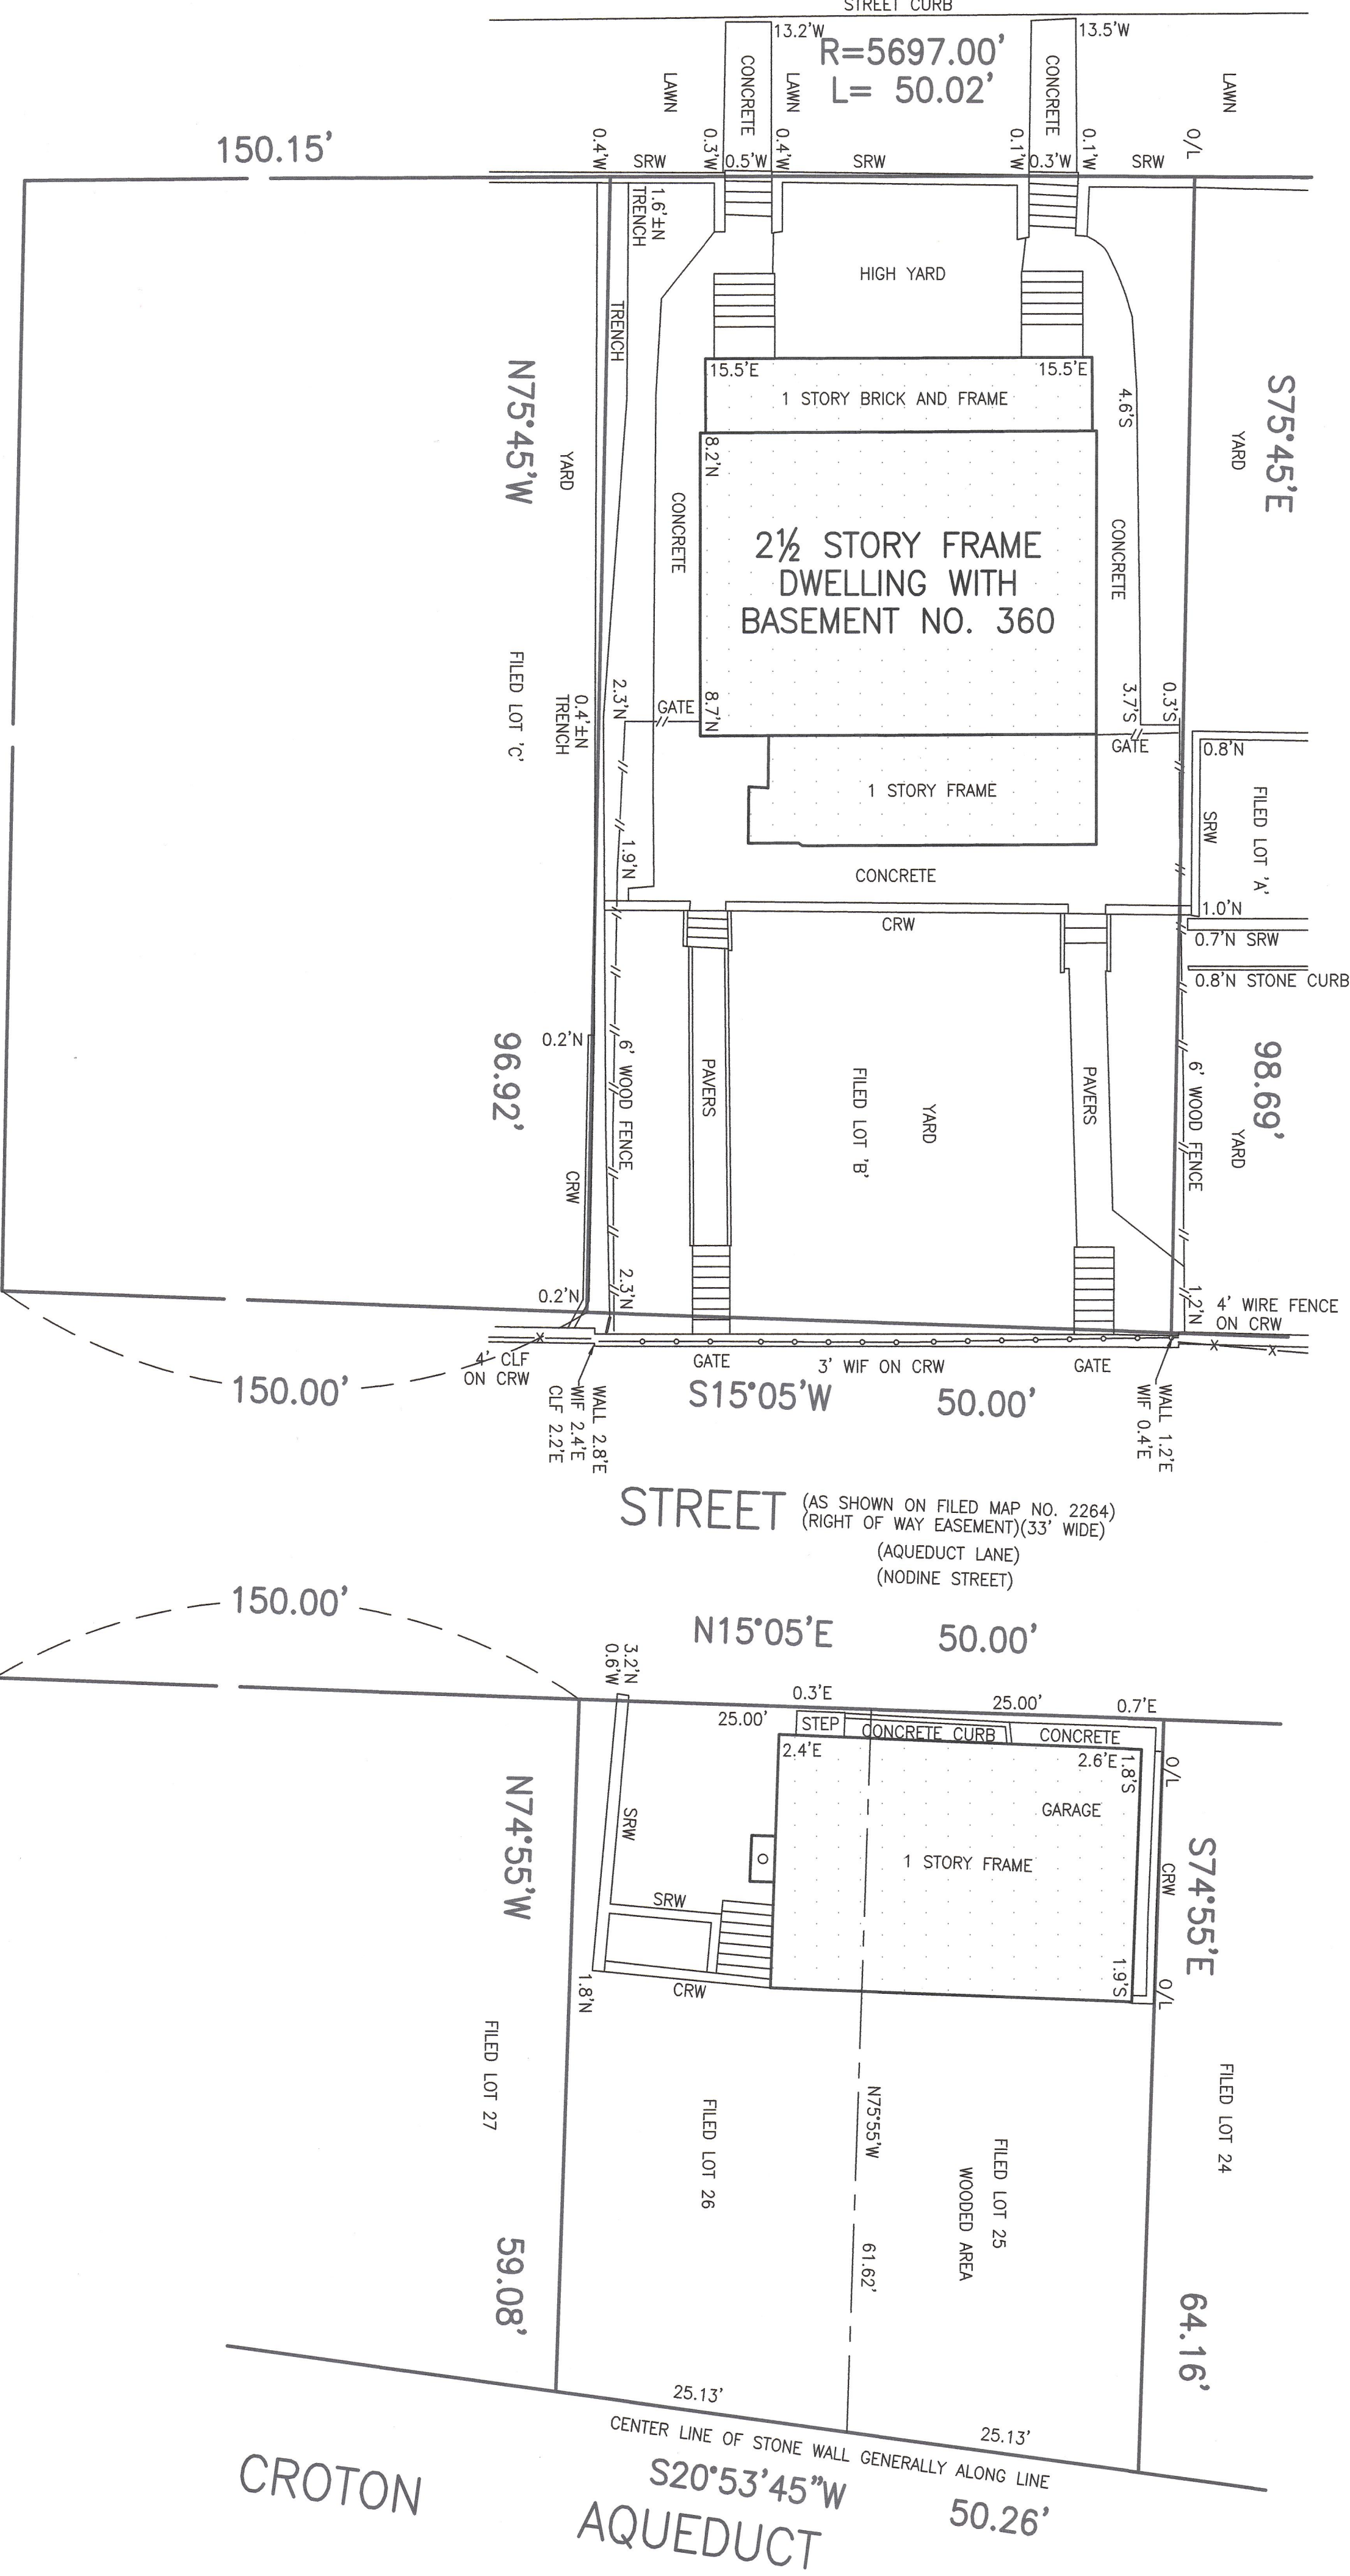 STREET CURB
13.2'W
13.5'W
R=5697.00'
L= 50.02'
LAWN
CONCRETE
LAWN
CONCRETE
LAWN
150.15'
0.4'W
SRW
0.3'W
0.5'W
0.4'W
SRW
0.1'W
0.3'W
0.1'W
SRW
O/L
1.6'±N
TRENCH
HIGH YARD
TRENCH
15.5'E
15.5'E
1 STORY BRICK AND FRAME
4.6'S
N75°45'W
YARD
S75°45'E
YARD
8.2'N
CONCRETE
CONCRETE
2½ STORY FRAME
DWELLING WITH
BASEMENT NO. 360
FILED LOT 'C'
0.4'±N
TRENCH
2.3'N
GATE
8.7'N
3.7'S
0.3'S
GATE
0.8'N
1 STORY FRAME
SRW
FILED LOT 'A'
1.9'N
CONCRETE
1.0'N
CRW
0.7'N SRW
0.8'N STONE CURB
96.92'
0.2'N
6' WOOD FENCE
PAVERS
FILED LOT 'B'
YARD
PAVERS
6' WOOD FENCE
98.69'
YARD
CRW
0.2'N
2.3'N
1.2'N
4' WIRE FENCE
ON CRW
4' CLF
ON CRW
GATE
3' WIF ON CRW
GATE
150.00'
S15°05'W
50.00'
WALL 2.8'E
WIF 2.4'E
CLF 2.2'E
WALL 1.2'E
WIF 0.4'E
STREET
(AS SHOWN ON FILED MAP NO. 2264)
(RIGHT OF WAY EASEMENT)(33' WIDE)
(AQUEDUCT LANE)
(NODINE STREET)
150.00'
N15°05'E
50.00'
3.2'N
0.6'W
0.3'E
25.00'
25.00'
0.7'E
STEP
CONCRETE CURB
CONCRETE
2.4'E
2.6'E
1.8'S
O/L
GARAGE
N74°55'W
SRW
1 STORY FRAME
CRW
S74°55'E
SRW
1.8'N
CRW
1.9'S
O/L
FILED LOT 27
FILED LOT 26
N75°55'W
61.62'
FILED LOT 25
WOODED AREA
FILED LOT 24
59.08'
64.16'
25.13'
25.13'
CENTER LINE OF STONE WALL GENERALLY ALONG LINE
S20°53'45"W
50.26'
CROTON
AQUEDUCT